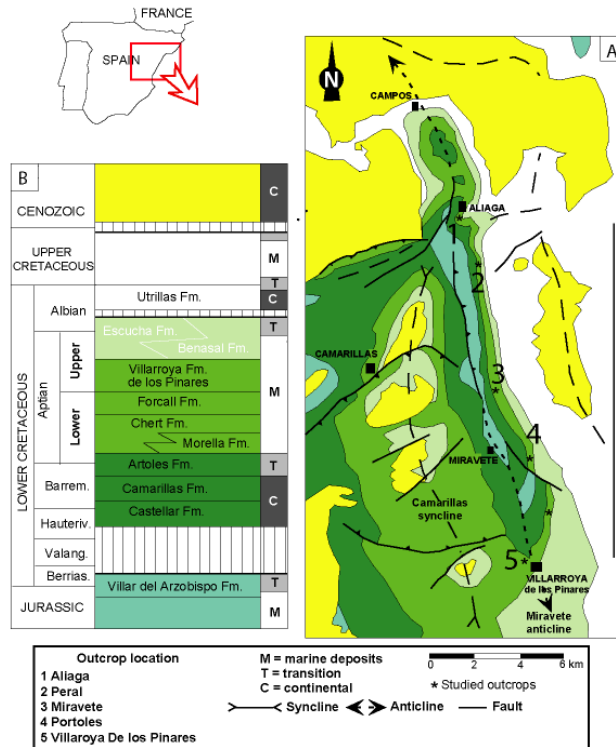 FRANCE
SPAIN
A
N
CAMPOS
ALIAGA
1
2
CAMARILLAS
3
4
MIRAVETE
Camarillas
syncline
5
VILLARROYA
de los Pinares
Miravete
anticline
B
CENOZOIC
C
UPPER
CRETACEOUS
M
T
LOWER CRETACEOUS
Albian
Utrillas Fm.
C
Escucha Fm.
Benasal Fm.
T
Aptian
Upper
Villarroya Fm.
de los Pinares
Lower
Forcall Fm.
Chert Fm.
Morella Fm.
M
Artoles Fm.
T
Barrem.
Camarillas Fm.
C
Hauteriv.
Castellar Fm.
Valang.
Berrias.
Villar del Arzobispo Fm.
T
JURASSIC
M
Outcrop location
1 Aliaga
2 Peral
3 Miravete
4 Portoles
5 Villaroya De los Pinares
M = marine deposits
T = transition
C = continental
0 2 4 6 km
* Studied outcrops
Syncline
Anticline
Fault